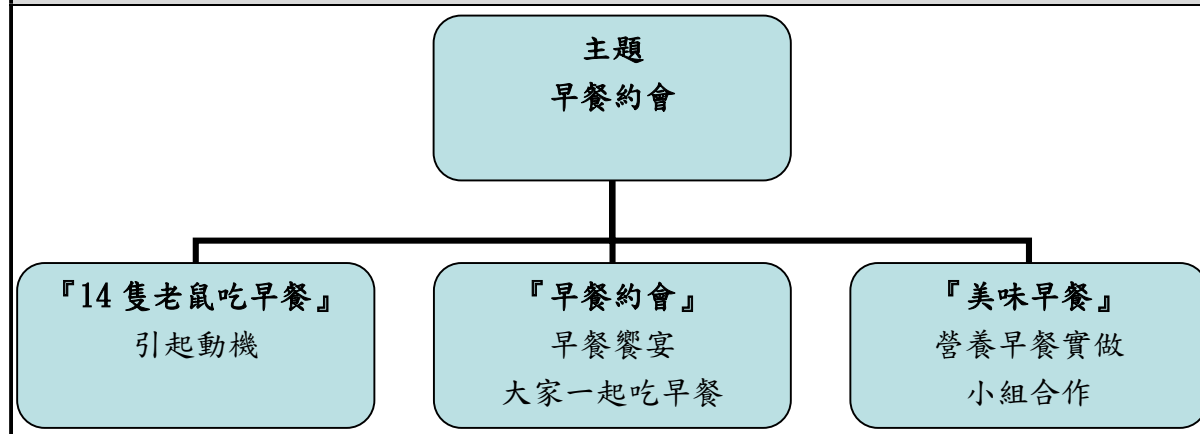 主題
早餐約會
『14 隻老鼠吃早餐』
引起動機
『早餐約會』
早餐饗宴
大家一起吃早餐
『美味早餐』
營養早餐實做
小組合作